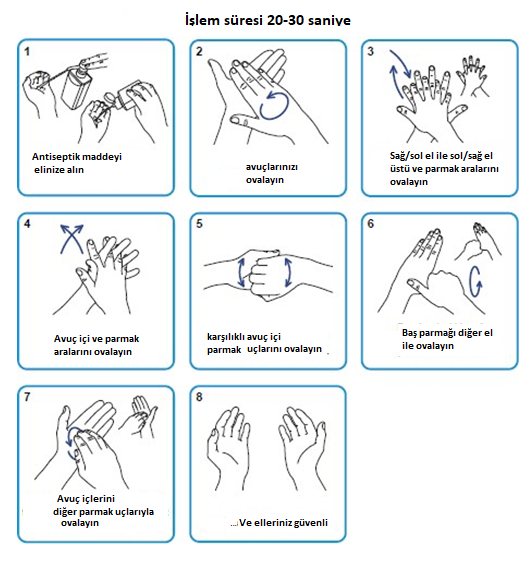 İşlem süresi 20-30 saniye
1
Antiseptik maddeyi
elinize alın
2
avuçlarınızı
ovalayın
3
Sağ/sol el ile sol/sağ el
üstü ve parmak aralarını
ovalayın
4
Avuç içi ve parmak
aralarını ovalayın
5
karşılıklı avuç içi
parmak uçlarını ovalayın .
6
Baş parmağı diğer el
ile ovalayın
7
Avuç içlerini
diğer parmak uçlarıyla
ovalayın
8
...Ve elleriniz güvenli